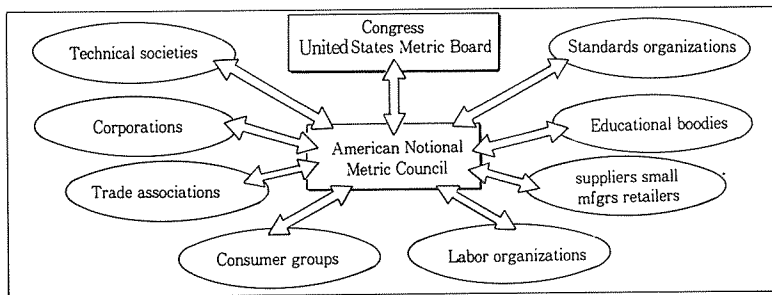 Congress
United States Metric Board
Technical societies
Standards organizations
Corporations
American Notional
Metric Council
Educational boodies
Trade associations
suppliers small
mfgrs retailers
Consumer groups
Labor organizations